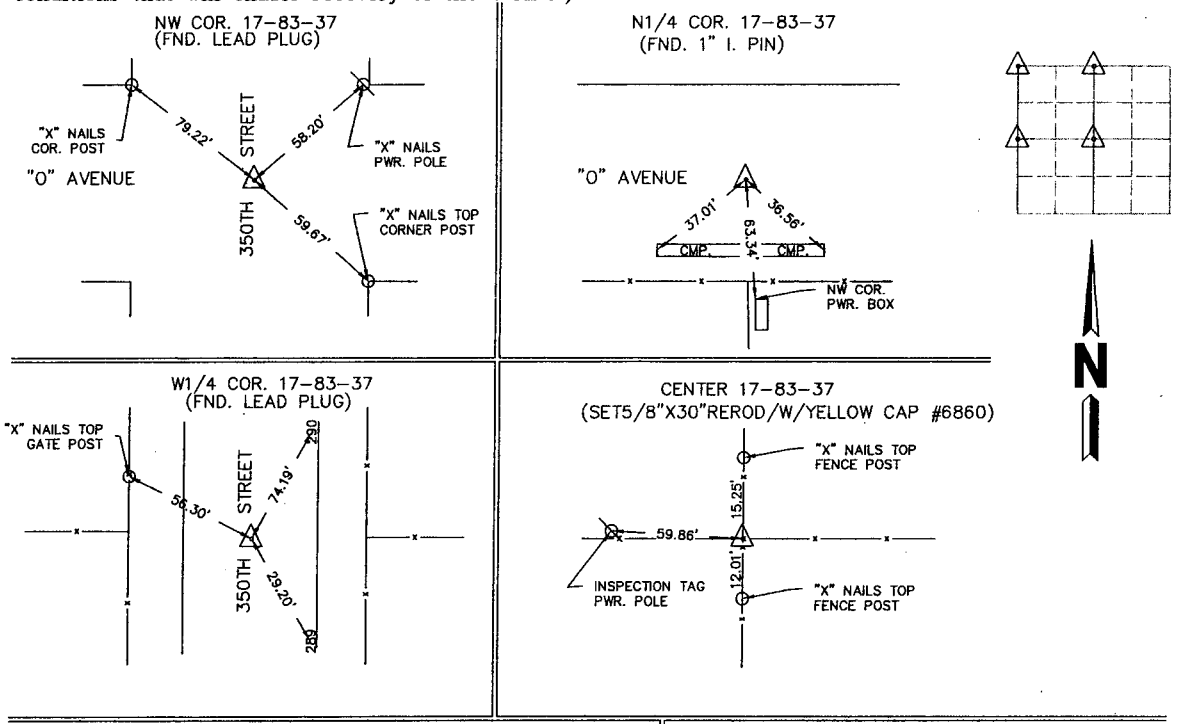 NW COR. 17-83-37
(FND. LEAD PLUG)
"X" NAILS
COR. POST
79.22'
350TH STREET
58.20'
"X" NAILS
PWR. POLE
"O" AVENUE
59.67'
"X" NAILS TOP
CORNER POST
N1/4 COR. 17-83-37
(FND. 1" I. PIN)
"O" AVENUE
37.01'
63.34'
36.56'
CMP.
CMP.
NW COR.
PWR. BOX
N
W1/4 COR. 17-83-37
(FND. LEAD PLUG)
"X" NAILS TOP
GATE POST
56.30'
350TH STREET
74.19'
290
29.20'
289
CENTER 17-83-37
(SET5/8"X30"REROD/W/YELLOW CAP #6860)
"X" NAILS TOP
FENCE POST
15.25'
59.86'
12.01'
INSPECTION TAG
PWR. POLE
"X" NAILS TOP
FENCE POST